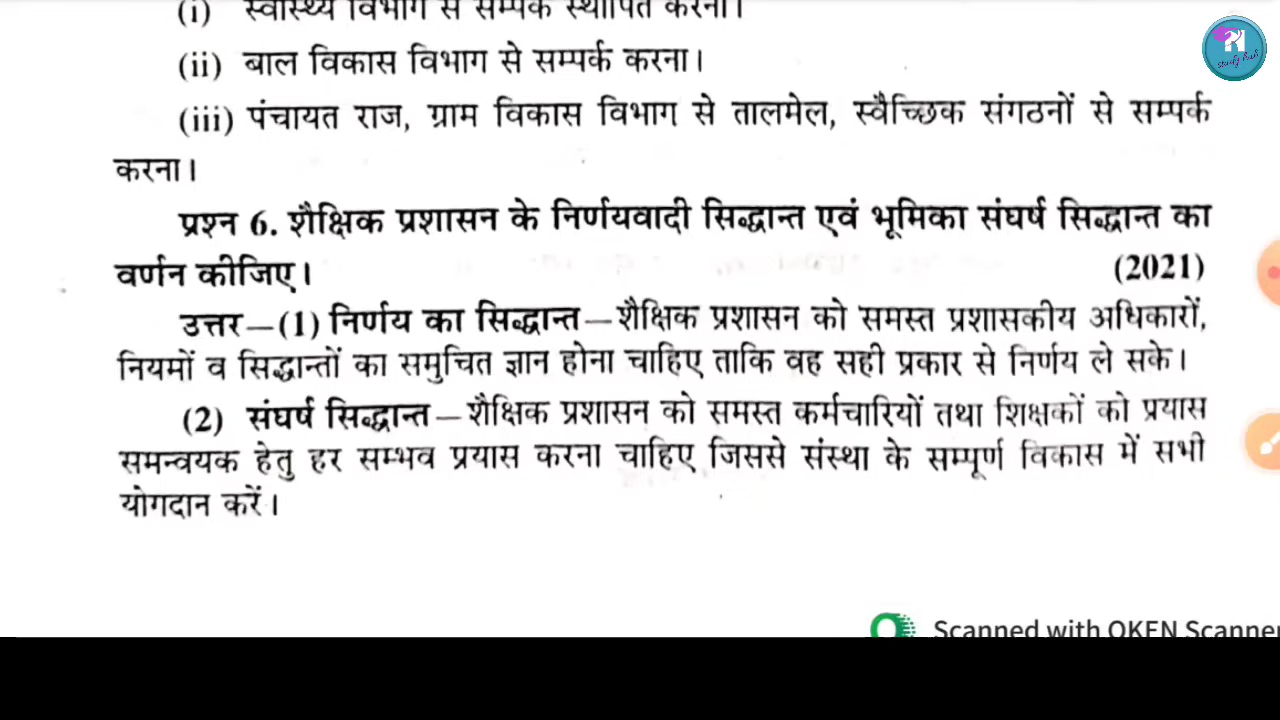 (i) स्वास्थ्य विभाग से सम्पर्क स्थापित करना।
(ii) बाल विकास विभाग से सम्पर्क करना।
(iii) पंचायत राज, ग्राम विकास विभाग से तालमेल, स्वैच्छिक संगठनों से सम्पर्क
करना।
प्रश्न 6. शैक्षिक प्रशासन के निर्णयवादी सिद्धान्त एवं भूमिका संघर्ष सिद्धान्त का
वर्णन कीजिए। (2021)
उत्तर–(1) निर्णय का सिद्धान्त–शैक्षिक प्रशासन को समस्त प्रशासकीय अधिकारों,
नियमों व सिद्धान्तों का समुचित ज्ञान होना चाहिए ताकि वह सही प्रकार से निर्णय ले सके।
(2) संघर्ष सिद्धान्त–शैक्षिक प्रशासन को समस्त कर्मचारियों तथा शिक्षकों को प्रयास
समन्वयक हेतु हर सम्भव प्रयास करना चाहिए जिससे संस्था के सम्पूर्ण विकास में सभी
योगदान करें।
Scanned with OKEN Scanner